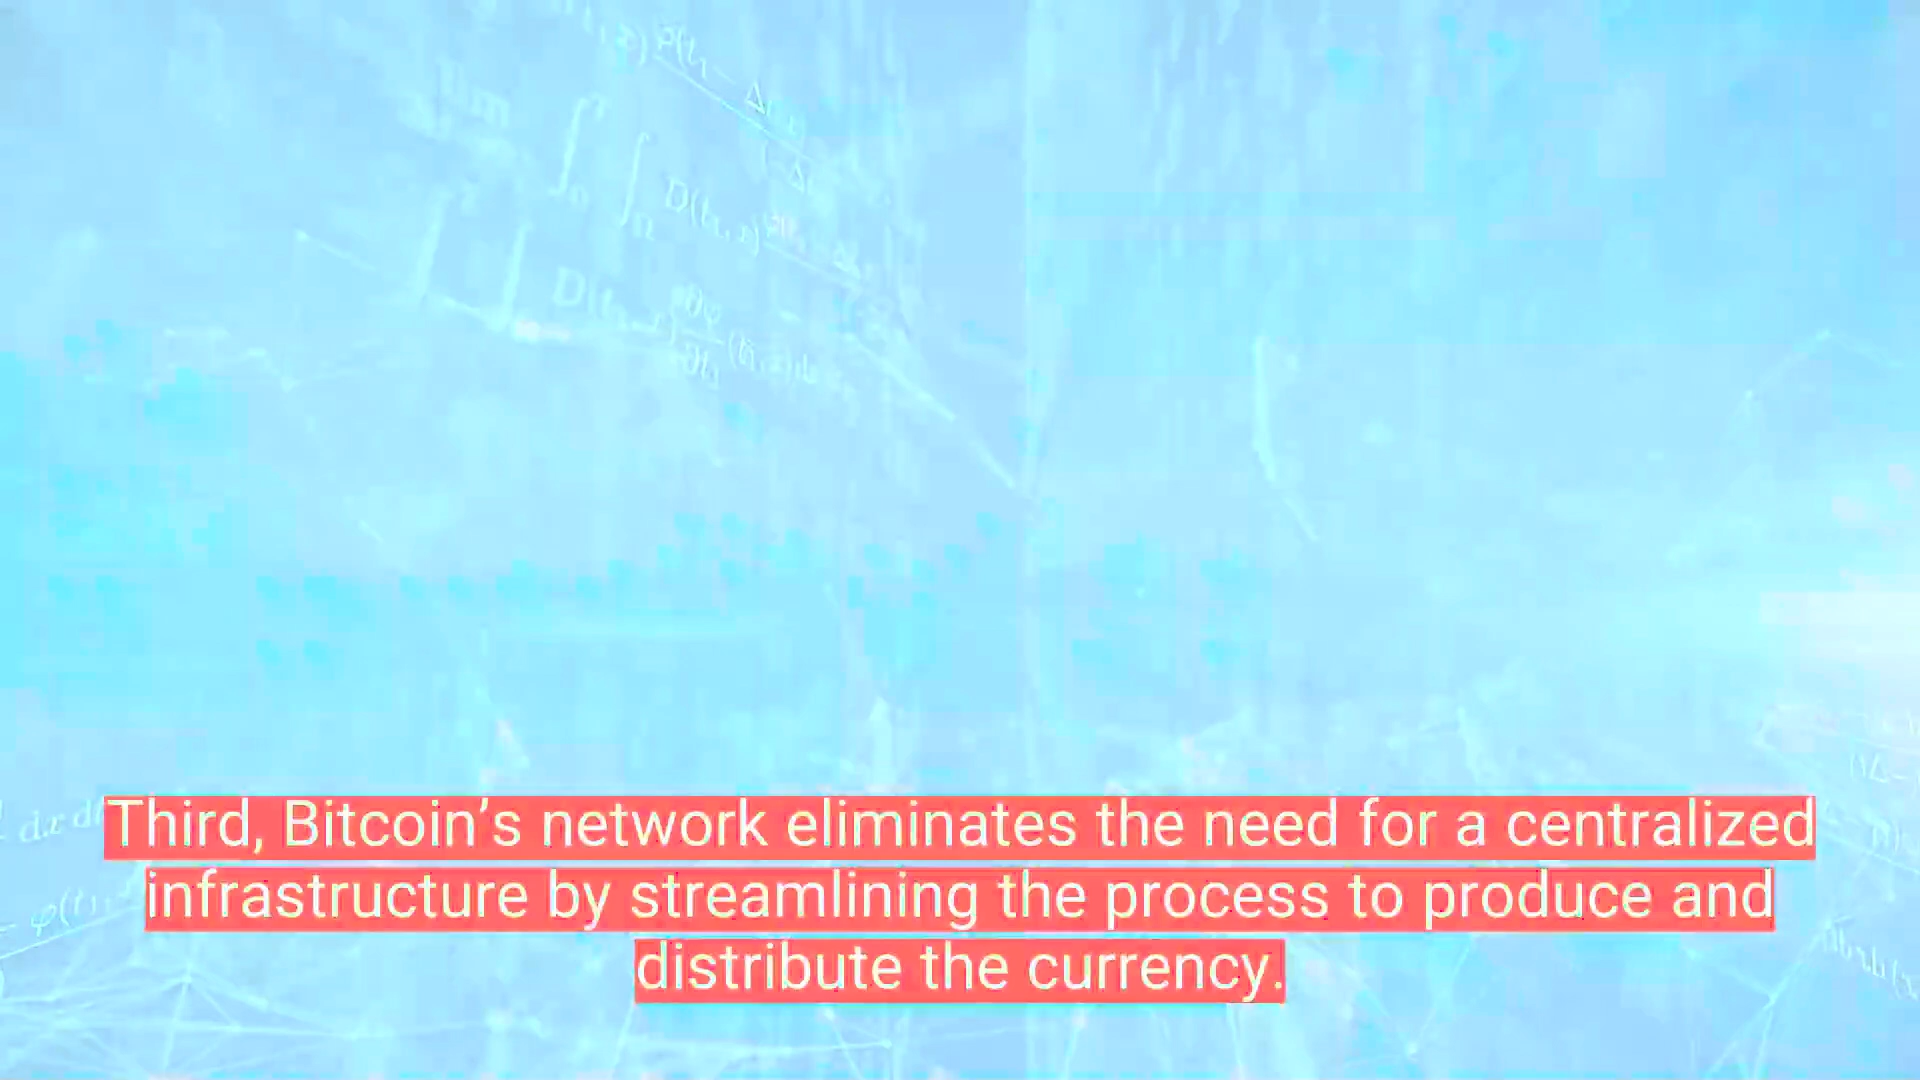 lim
Third, Bitcoin’s network eliminates the need for a centralized
infrastructure by streamlining the process to produce and
distribute the currency.